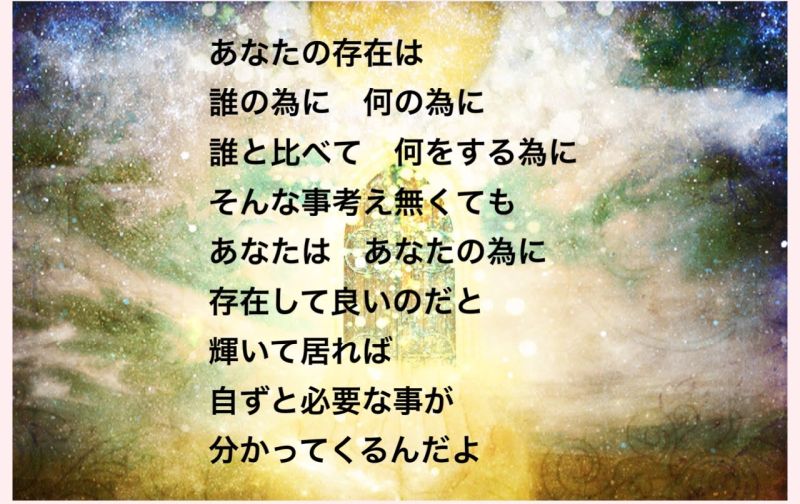 あなたの存在は
誰の為に　何の為に
誰と比べて　何をする為に
そんな事考え無くても
あなたは　あなたの為に
存在して良いのだと
輝いて居れば
自ずと必要な事が
分かってくるんだよ